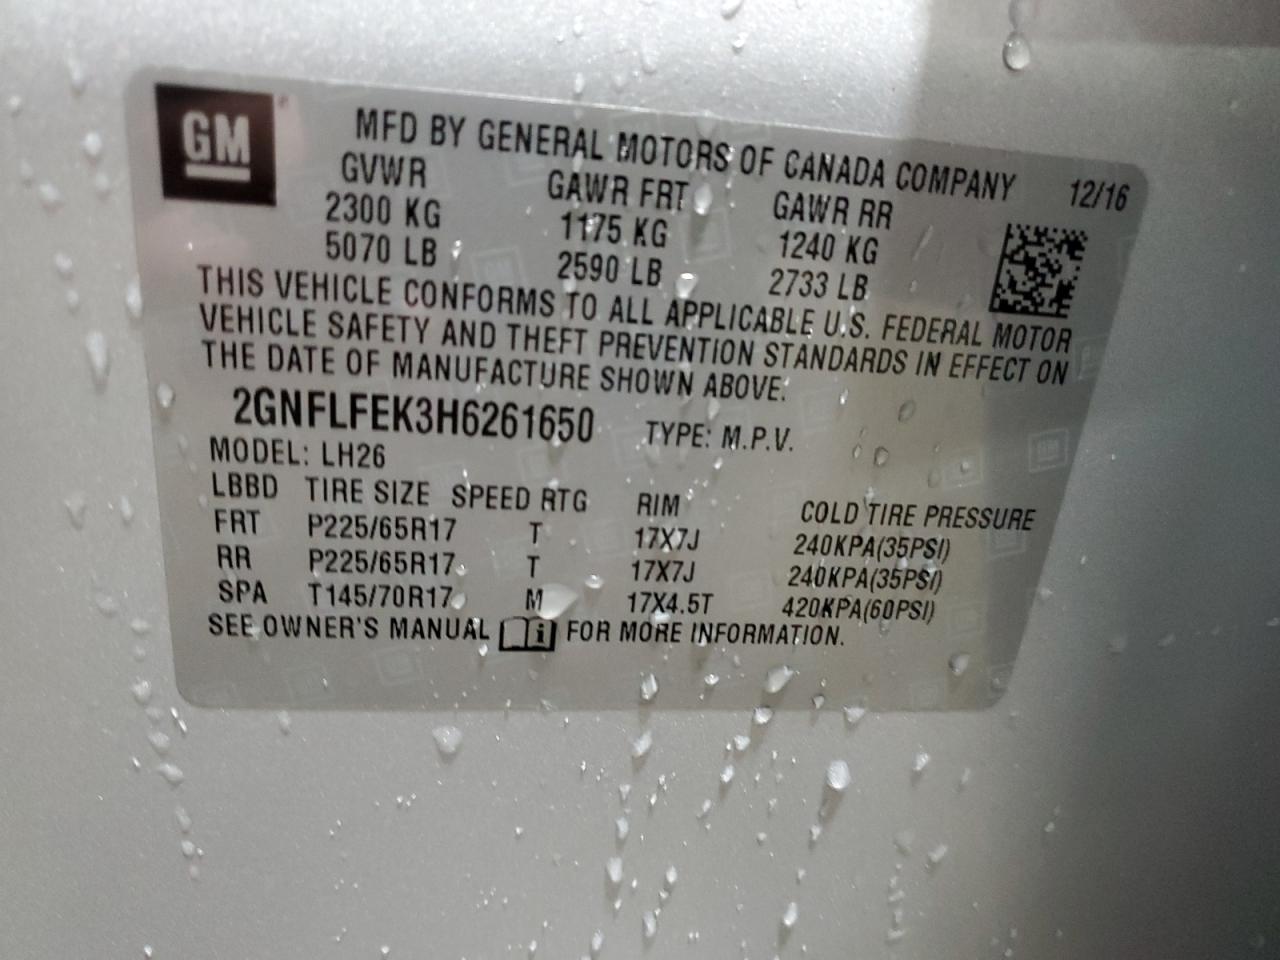 GM
MFD BY GENERAL MOTORS OF CANADA COMPANY 12/16
GVWR GAWR FRT GAWR RR
2300 KG 1175 KG 1240 KG
5070 LB 2590 LB 2733 LB
THIS VEHICLE CONFORMS TO ALL APPLICABLE U.S. FEDERAL MOTOR
VEHICLE SAFETY AND THEFT PREVENTION STANDARDS IN EFFECT ON
THE DATE OF MANUFACTURE SHOWN ABOVE.
2GNFLFEK3H6261650 TYPE: M.P.V.
MODEL: LH26
LBBD TIRE SIZE SPEED RTG RIM COLD TIRE PRESSURE
FRT P225/65R17 T 17X7J 240KPA(35PSI)
RR P225/65R17 T 17X7J 240KPA(35PSI)
SPA T145/70R17 M 17X4.5T 420KPA(60PSI)
SEE OWNER'S MANUAL FOR MORE INFORMATION.